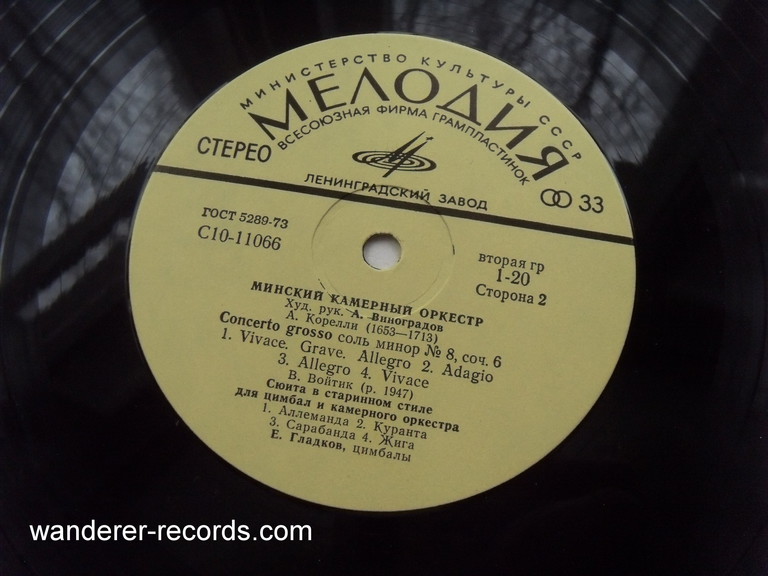 МИНИСТЕРСТВО КУЛЬТУРЫ СССР
МЕЛОДИЯ
ВСЕСОЮЗНАЯ ФИРМА ГРАМПЛАСТИНОК
СТЕРЕО
ЛЕНИНГРАДСКИЙ ЗАВОД
33
ГОСТ 5289-73
С10-11066
вторая гр
1-20
Сторона 2
МИНСКИЙ КАМЕРНЫЙ ОРКЕСТР
Худ. рук. А. Виноградов
А. Корелли (1653—1713)
Concerto grosso соль минор № 8, соч. 6
1. Vivace. Grave. Allegro 2. Adagio
3. Allegro 4. Vivace
В. Войтик (р. 1947)
Сюита в старинном стиле
для цимбал и камерного оркестра
1. Аллеманда 2. Куранта
3. Сарабанда 4. Жига
Е. Гладков, цимбалы
wanderer-records.com